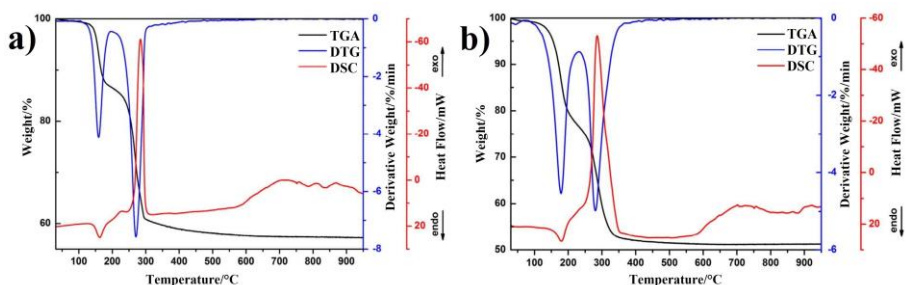 a)
TGA
DTG
DSC
Weight/%
100
80
60
100 200 300 400 500 600 700 800 900
Temperature/°C
0
-2
-4
-6
-8
Derivative Weight/%/min
-60
-40
-20
0
20
Heat Flow/mW
exo
endo
b)
TGA
DTG
DSC
Weight/%
100
90
80
70
60
50
100 200 300 400 500 600 700 800 900
Temperature/°C
0
-1
-2
-3
-4
-5
-6
Derivative Weight/%/min
-60
-40
-20
0
20
Heat Flow/mW
exo
endo